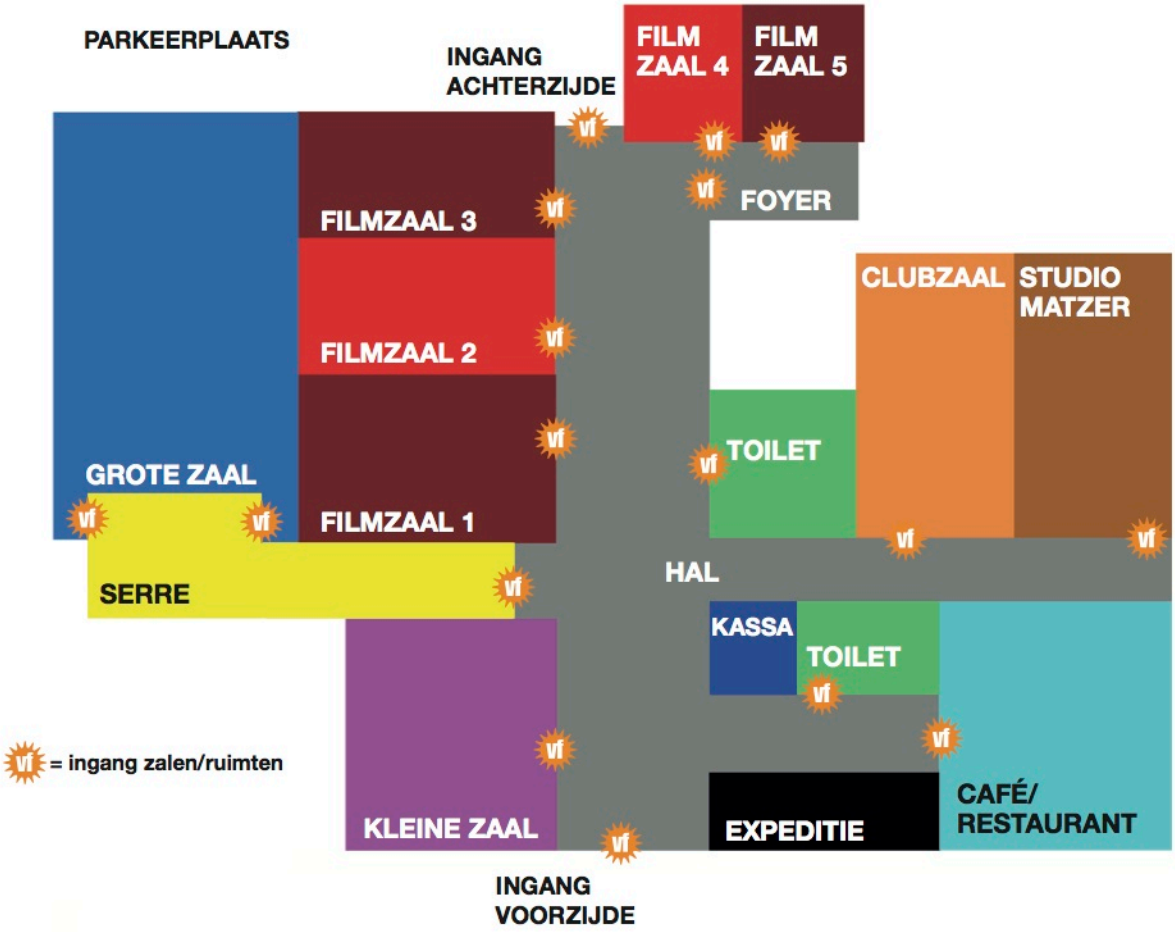 PARKEERPLAATS
INGANG
ACHTERZIJDE
FILM
ZAAL 4
FILM
ZAAL 5
vf
vf
vf
vf
FOYER
vf
FILMZAAL 3
CLUBZAAL
STUDIO
MATZER
vf
FILMZAAL 2
vf
vf
TOILET
GROTE ZAAL
vf
vf
FILMZAAL 1
vf
vf
HAL
vf
SERRE
KASSA
TOILET
vf
vf
vf
vf = ingang zalen/ruimten
KLEINE ZAAL
EXPEDITIE
CAFÉ/
RESTAURANT
vf
INGANG
VOORZIJDE